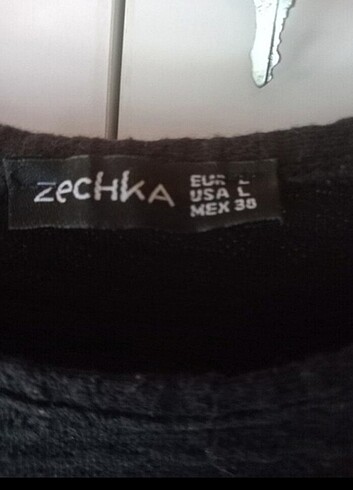 zecHKA
EUR L
USA L
MEX 38